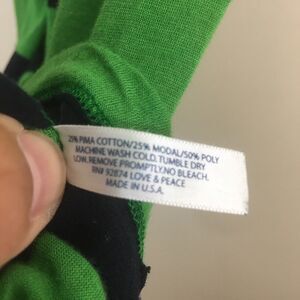 25% PIMA COTTON/25% MODAL/50% POLY
MACHINE WASH COLD, TUMBLE DRY
LOW. REMOVE PROMPTLY.NO BLEACH.
RN# 92874 LOVE & PEACE
MADE IN U.S.A.